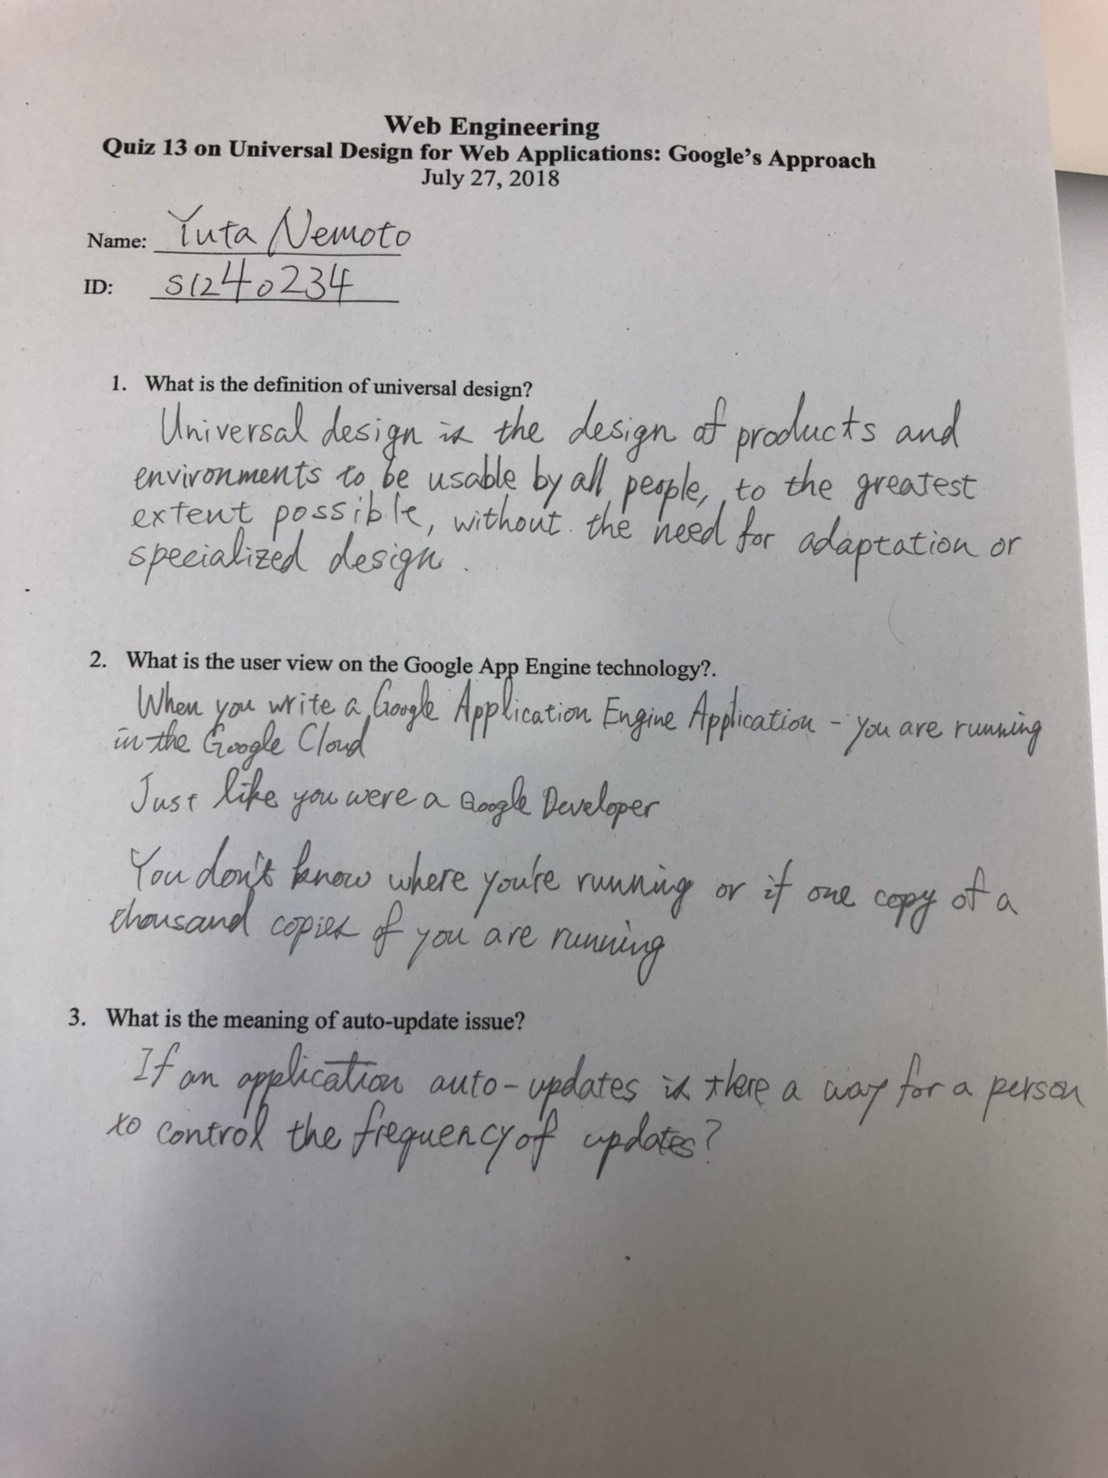 Web Engineering
Quiz 13 on Universal Design for Web Applications: Google's Approach
July 27, 2018
Name: Yuta Nemoto
ID: s1240234
1. What is the definition of universal design?
Universal design is the design of products and
environments to be usable by all people, to the greatest
extent possible, without the need for adaptation or
specialized design.
2. What is the user view on the Google App Engine technology?.
When you write a Google Application Engine Application - you are running
in the Google Cloud
Just like you were a Google Developer
You don't know where you're running or if one copy of a
thousand copies of you are running
3. What is the meaning of auto-update issue?
If an application auto-updates is there a way for a person
to control the frequency of updates?